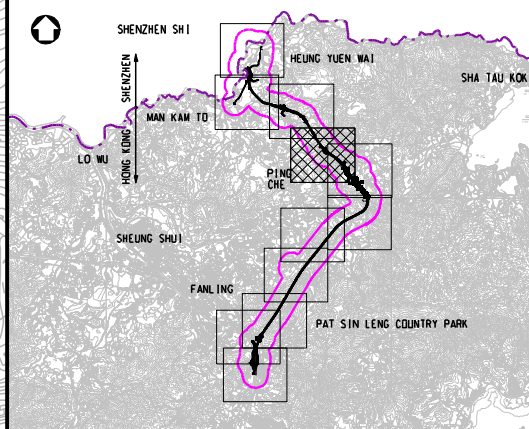 SHENZHEN SHI
HEUNG YUEN WAI
SHA TAU KOK
SHENZHEN
HONG KONG
MAN KAM TO
LO WU
PING
CHE
SHEUNG SHUI
FANLING
PAT SIN LENG COUNTRY PARK